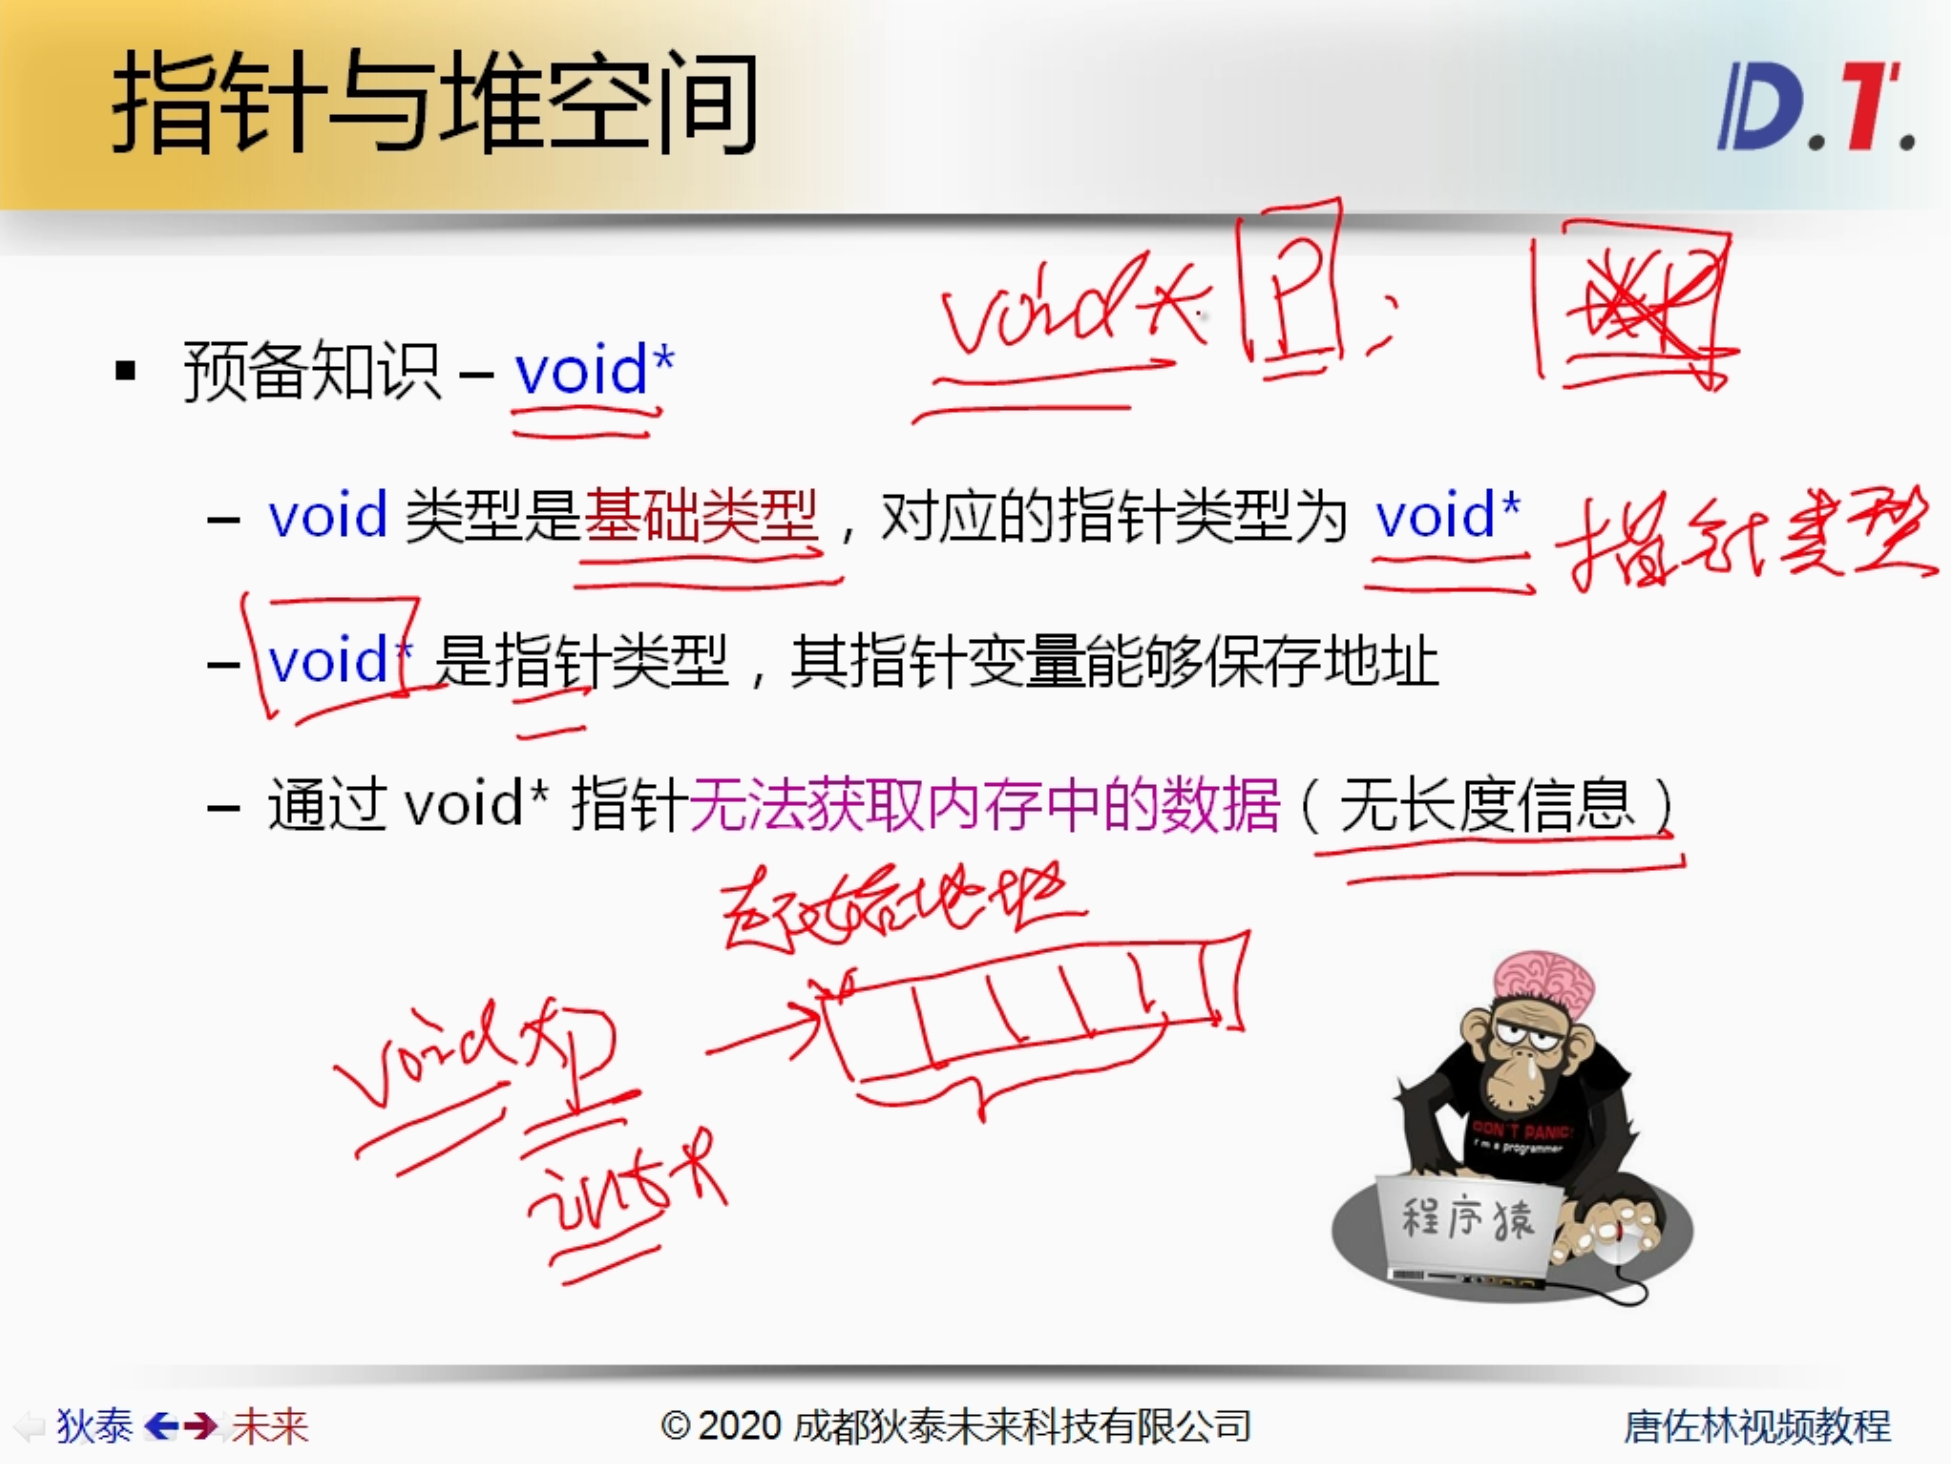 指针与堆空间
D.T.
void* P;
▪ 预备知识 – void*
– void 类型是基础类型，对应的指针类型为 void* 指针类型
– void* 是指针类型，其指针变量能够保存地址
– 通过 void* 指针无法获取内存中的数据（无长度信息）
起始地址
void *p
int*
DON'T PANIC!
I'm a programmer
程序猿
狄泰 未来
© 2020 成都狄泰未来科技有限公司
唐佐林视频教程